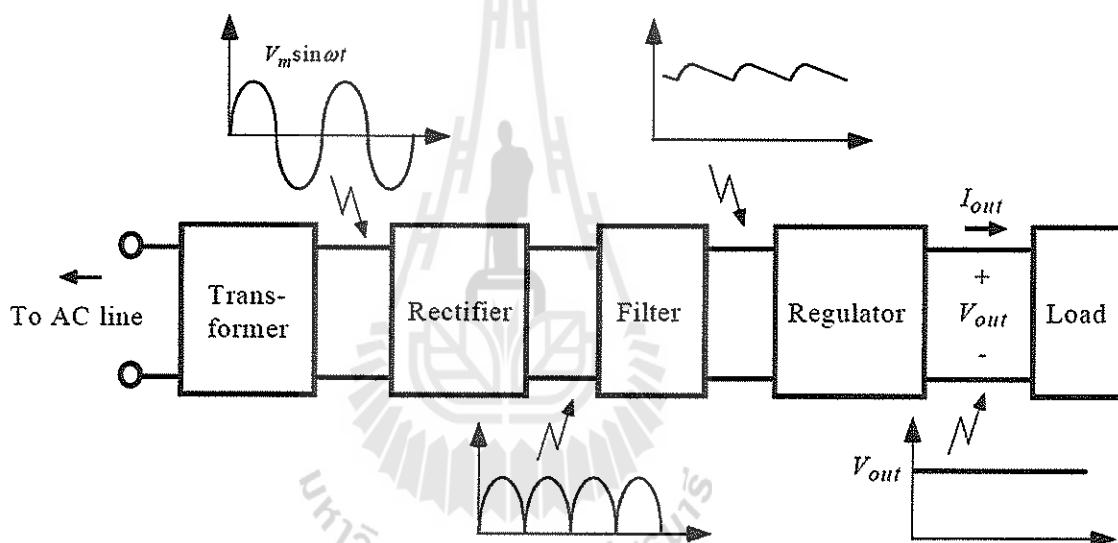 V_m sin ωt
I_out
To AC line
Trans-
former
Rectifier
Filter
Regulator
+
V_out
-
Load
V_out